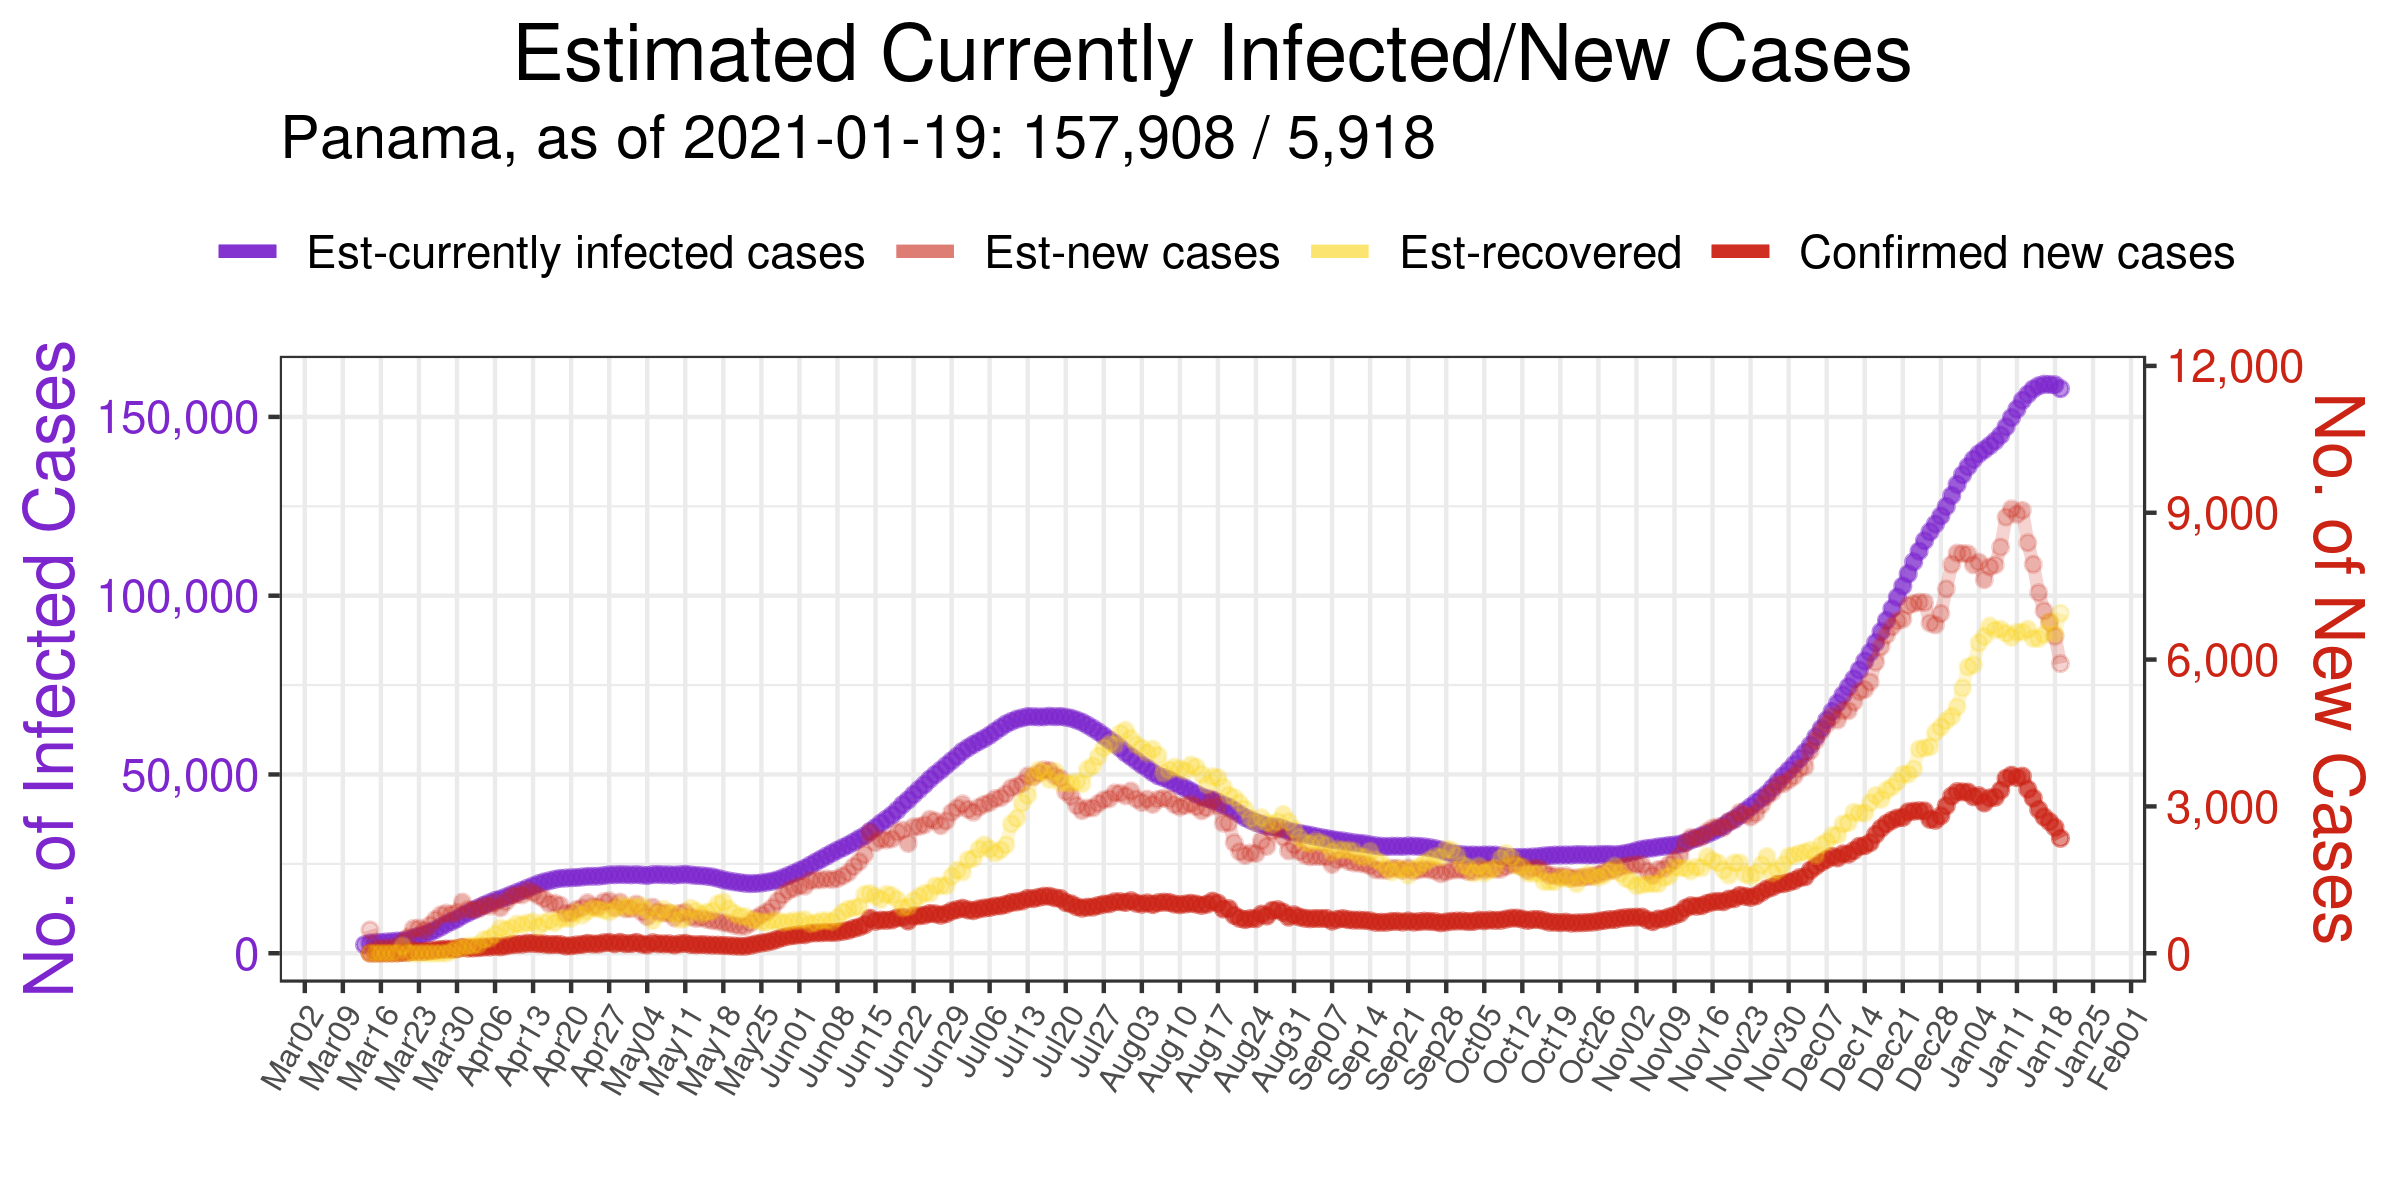 Estimated Currently Infected/New Cases
Panama, as of 2021-01-19: 157,908 / 5,918
Est-currently infected cases Est-new cases Est-recovered Confirmed new cases
No. of Infected Cases
150,000
100,000
50,000
0
12,000
9,000
6,000
3,000
0
No. of New Cases
Mar02 Mar09 Mar16 Mar23 Mar30 Apr06 Apr13 Apr20 Apr27 May04 May11 May18 May25 Jun01 Jun08 Jun15 Jun22 Jun29 Jul06 Jul13 Jul20 Jul27 Aug03 Aug10 Aug17 Aug24 Aug31 Sep07 Sep14 Sep21 Sep28 Oct05 Oct12 Oct19 Oct26 Nov02 Nov09 Nov16 Nov23 Nov30 Dec07 Dec14 Dec21 Dec28 Jan04 Jan11 Jan18 Jan25 Feb01